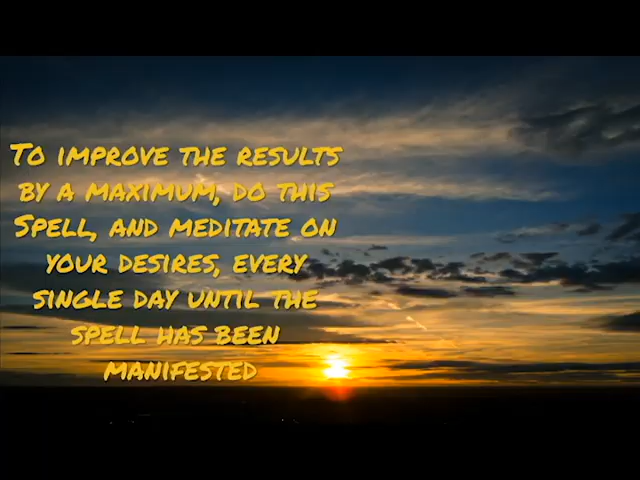 To improve the results
by a maximum, do this
Spell, and meditate on
your desires, every
single day until the
spell has been
manifested